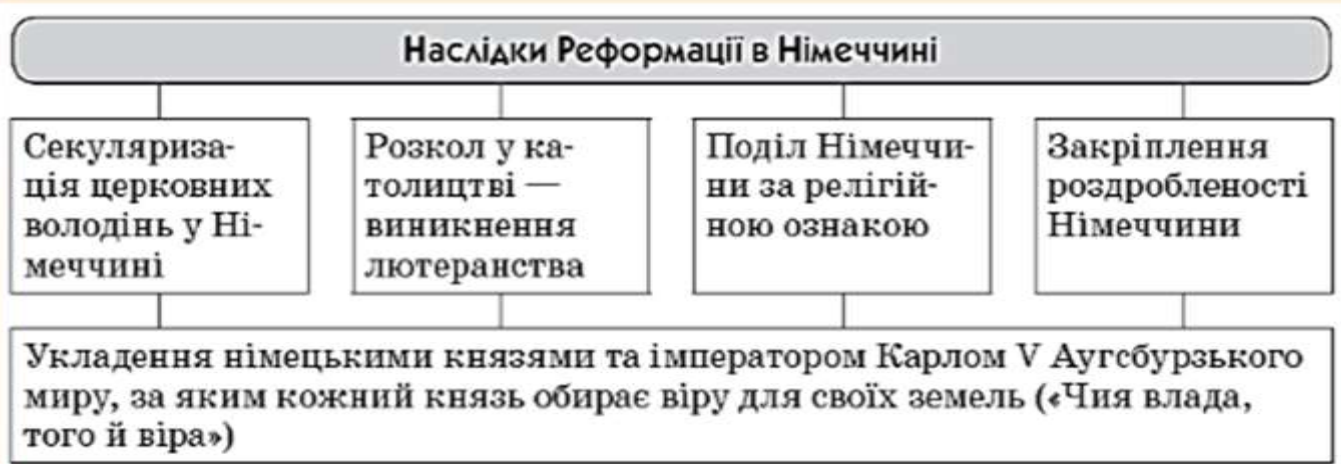 Наслідки Реформації в Німеччині
Секуляриза-
ція церковних
володінь у Ні-
меччині
Розкол у ка-
толицтві —
виникнення
лютеранства
Поділ Німеччи-
ни за релігій-
ною ознакою
Закріплення
роздробленості
Німеччини
Укладення німецькими князями та імператором Карлом V Аугсбурзького
миру, за яким кожний князь обирає віру для своїх земель («Чия влада,
того й віра»)